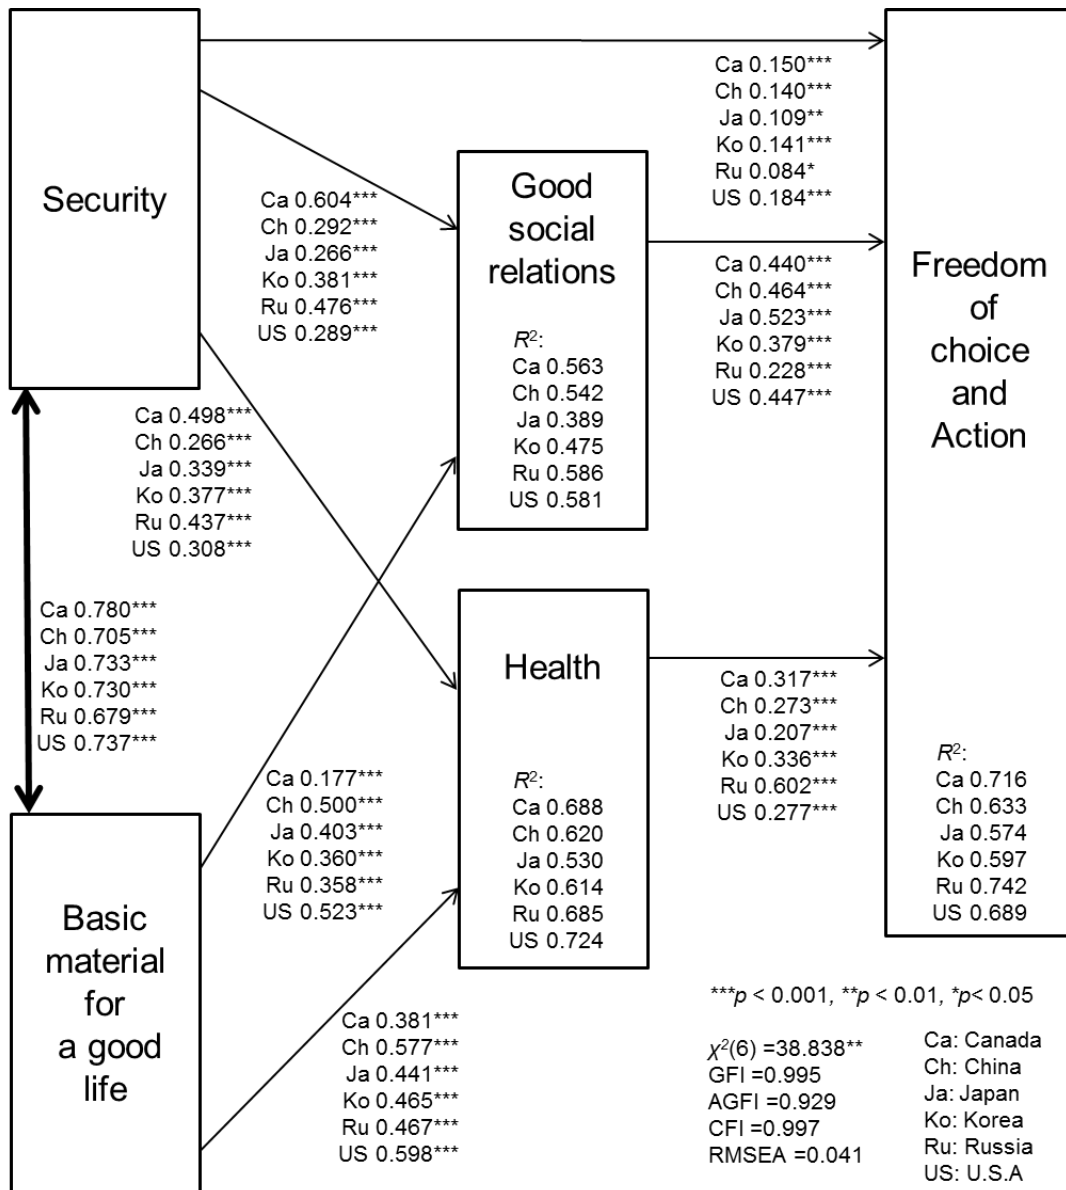 Security
Ca 0.150***
Ch 0.140***
Ja 0.109**
Ko 0.141***
Ru 0.084*
US 0.184***
Ca 0.604***
Ch 0.292***
Ja 0.266***
Ko 0.381***
Ru 0.476***
US 0.289***
Good
social
relations
R²:
Ca 0.563
Ch 0.542
Ja 0.389
Ko 0.475
Ru 0.586
US 0.581
Ca 0.440***
Ch 0.464***
Ja 0.523***
Ko 0.379***
Ru 0.228***
US 0.447***
Freedom
of
choice
and
Action
R²:
Ca 0.716
Ch 0.633
Ja 0.574
Ko 0.597
Ru 0.742
US 0.689
Ca 0.498***
Ch 0.266***
Ja 0.339***
Ko 0.377***
Ru 0.437***
US 0.308***
Ca 0.780***
Ch 0.705***
Ja 0.733***
Ko 0.730***
Ru 0.679***
US 0.737***
Health
R²:
Ca 0.688
Ch 0.620
Ja 0.530
Ko 0.614
Ru 0.685
US 0.724
Ca 0.317***
Ch 0.273***
Ja 0.207***
Ko 0.336***
Ru 0.602***
US 0.277***
Ca 0.177***
Ch 0.500***
Ja 0.403***
Ko 0.360***
Ru 0.358***
US 0.523***
Basic
material
for
a good
life
Ca 0.381***
Ch 0.577***
Ja 0.441***
Ko 0.465***
Ru 0.467***
US 0.598***
***p < 0.001, **p < 0.01, *p< 0.05
χ²(6) =38.838**
GFI =0.995
AGFI =0.929
CFI =0.997
RMSEA =0.041
Ca: Canada
Ch: China
Ja: Japan
Ko: Korea
Ru: Russia
US: U.S.A